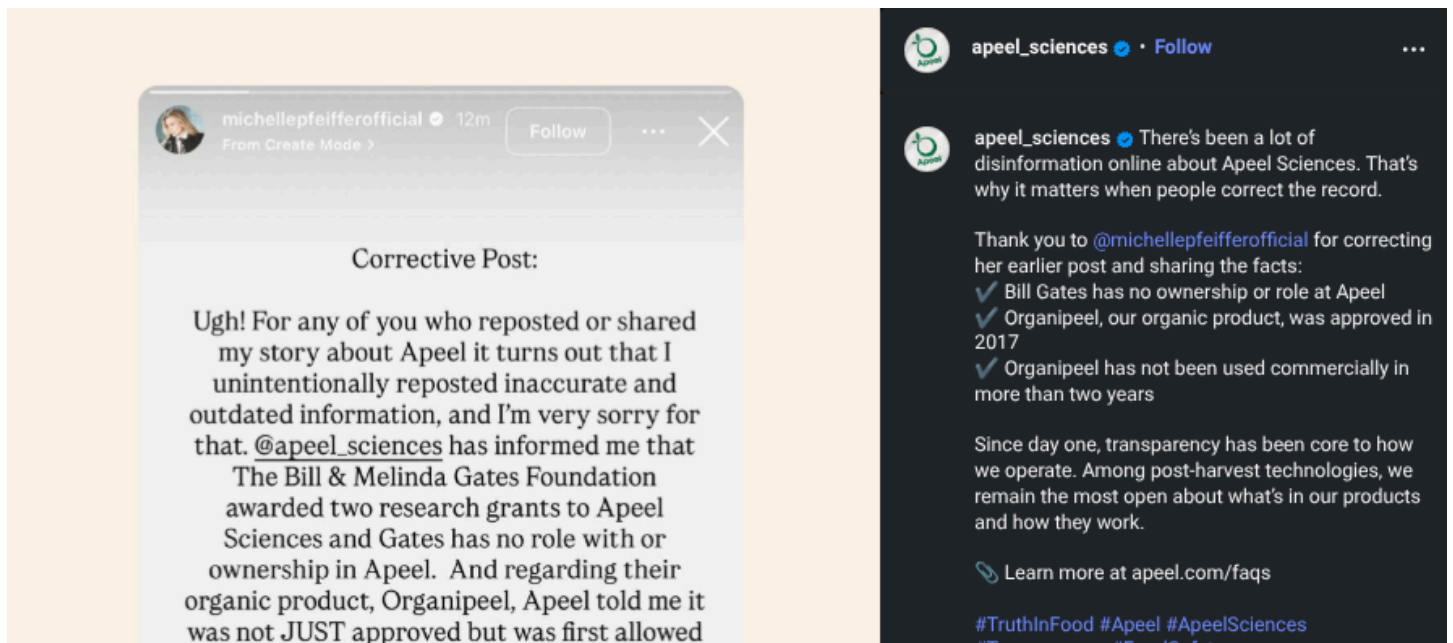 michellepfeifferofficial 12m
From Create Mode >
Follow
Corrective Post:
Ugh! For any of you who reposted or shared
my story about Apeel it turns out that I
unintentionally reposted inaccurate and
outdated information, and I'm very sorry for
that. @apeel_sciences has informed me that
The Bill & Melinda Gates Foundation
awarded two research grants to Apeel
Sciences and Gates has no role with or
ownership in Apeel. And regarding their
organic product, Organipeel, Apeel told me it
was not JUST approved but was first allowed
Apeel
apeel_sciences • Follow
Apeel
apeel_sciences There's been a lot of
disinformation online about Apeel Sciences. That's
why it matters when people correct the record.
Thank you to @michellepfeifferofficial for correcting
her earlier post and sharing the facts:
✔ Bill Gates has no ownership or role at Apeel
✔ Organipeel, our organic product, was approved in
2017
✔ Organipeel has not been used commercially in
more than two years
Since day one, transparency has been core to how
we operate. Among post-harvest technologies, we
remain the most open about what's in our products
and how they work.
📎 Learn more at apeel.com/faqs
#TruthInFood #Apeel #ApeelSciences